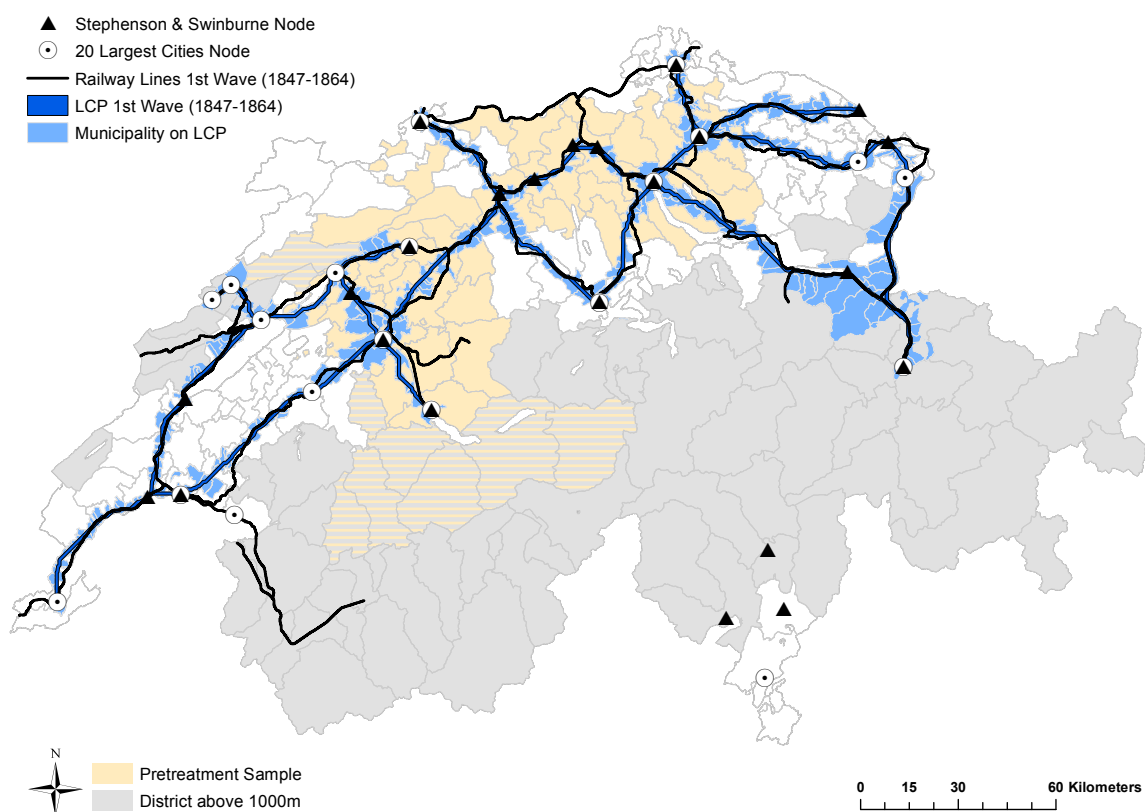 Stephenson & Swinburne Node
20 Largest Cities Node
Railway Lines 1st Wave (1847-1864)
LCP 1st Wave (1847-1864)
Municipality on LCP
N
Pretreatment Sample
District above 1000m
0 15 30 60 Kilometers